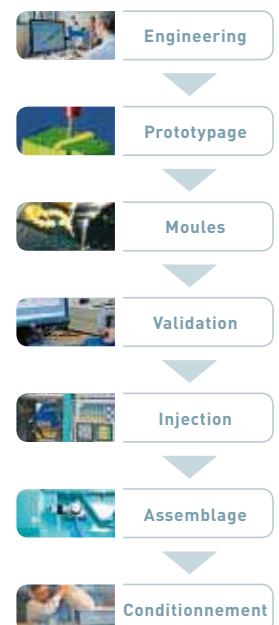 Engineering
Prototypage
Moules
Validation
Injection
Assemblage
Conditionnement